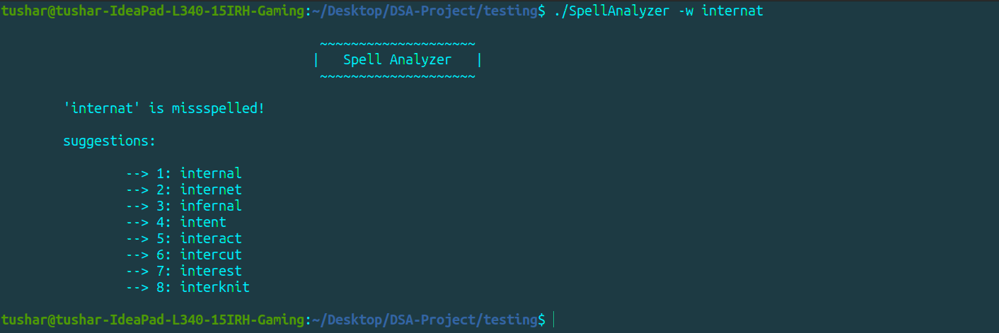 tushar@tushar-IdeaPad-L340-15IRH-Gaming:~/Desktop/DSA-Project/testing$ ./SpellAnalyzer -w internat
~~~~~~~~~~~~~~~~~~~~
| Spell Analyzer |
~~~~~~~~~~~~~~~~~~~~
'internat' is missspelled!
suggestions:
--> 1: internal
--> 2: internet
--> 3: infernal
--> 4: intent
--> 5: interact
--> 6: intercut
--> 7: interest
--> 8: interknit
tushar@tushar-IdeaPad-L340-15IRH-Gaming:~/Desktop/DSA-Project/testing$